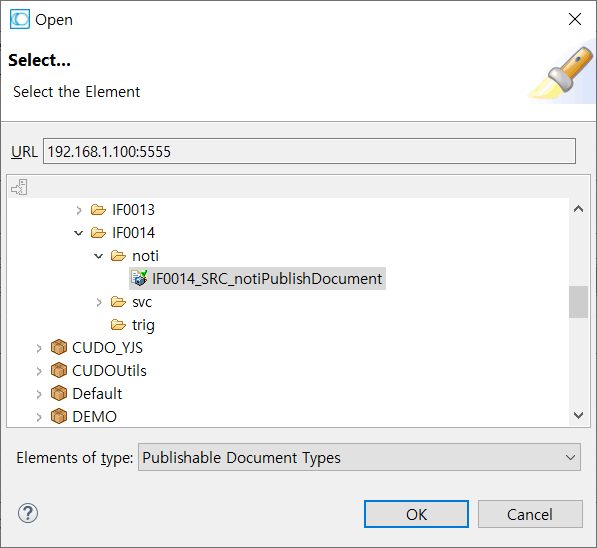 Open
Select...
Select the Element
URL 192.168.1.100:5555
IF0013
IF0014
noti
IF0014_SRC_notiPublishDocument
svc
trig
CUDO_YJS
CUDOUtils
Default
DEMO
Elements of type: Publishable Document Types
OK Cancel